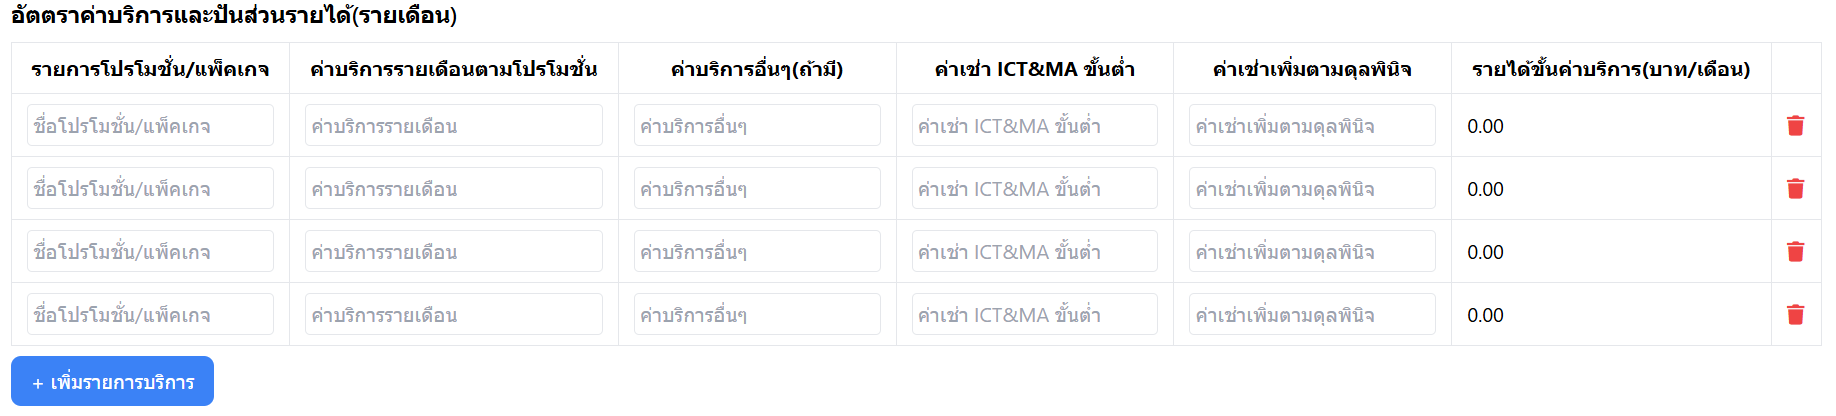 อัตตราค่าบริการและปันส่วนรายได้(รายเดือน)
รายการโปรโมชั่น/แพ็คเกจ ค่าบริการรายเดือนตามโปรโมชั่น ค่าบริการอื่นๆ(ถ้ามี) ค่าเช่า ICT&MA ขั้นต่ำ ค่าเช่าเพิ่มตามดุลพินิจ รายได้ขั้นค่าบริการ(บาท/เดือน)
ชื่อโปรโมชั่น/แพ็คเกจ ค่าบริการรายเดือน ค่าบริการอื่นๆ ค่าเช่า ICT&MA ขั้นต่ำ ค่าเช่าเพิ่มตามดุลพินิจ 0.00
ชื่อโปรโมชั่น/แพ็คเกจ ค่าบริการรายเดือน ค่าบริการอื่นๆ ค่าเช่า ICT&MA ขั้นต่ำ ค่าเช่าเพิ่มตามดุลพินิจ 0.00
ชื่อโปรโมชั่น/แพ็คเกจ ค่าบริการรายเดือน ค่าบริการอื่นๆ ค่าเช่า ICT&MA ขั้นต่ำ ค่าเช่าเพิ่มตามดุลพินิจ 0.00
ชื่อโปรโมชั่น/แพ็คเกจ ค่าบริการรายเดือน ค่าบริการอื่นๆ ค่าเช่า ICT&MA ขั้นต่ำ ค่าเช่าเพิ่มตามดุลพินิจ 0.00
+ เพิ่มรายการบริการ